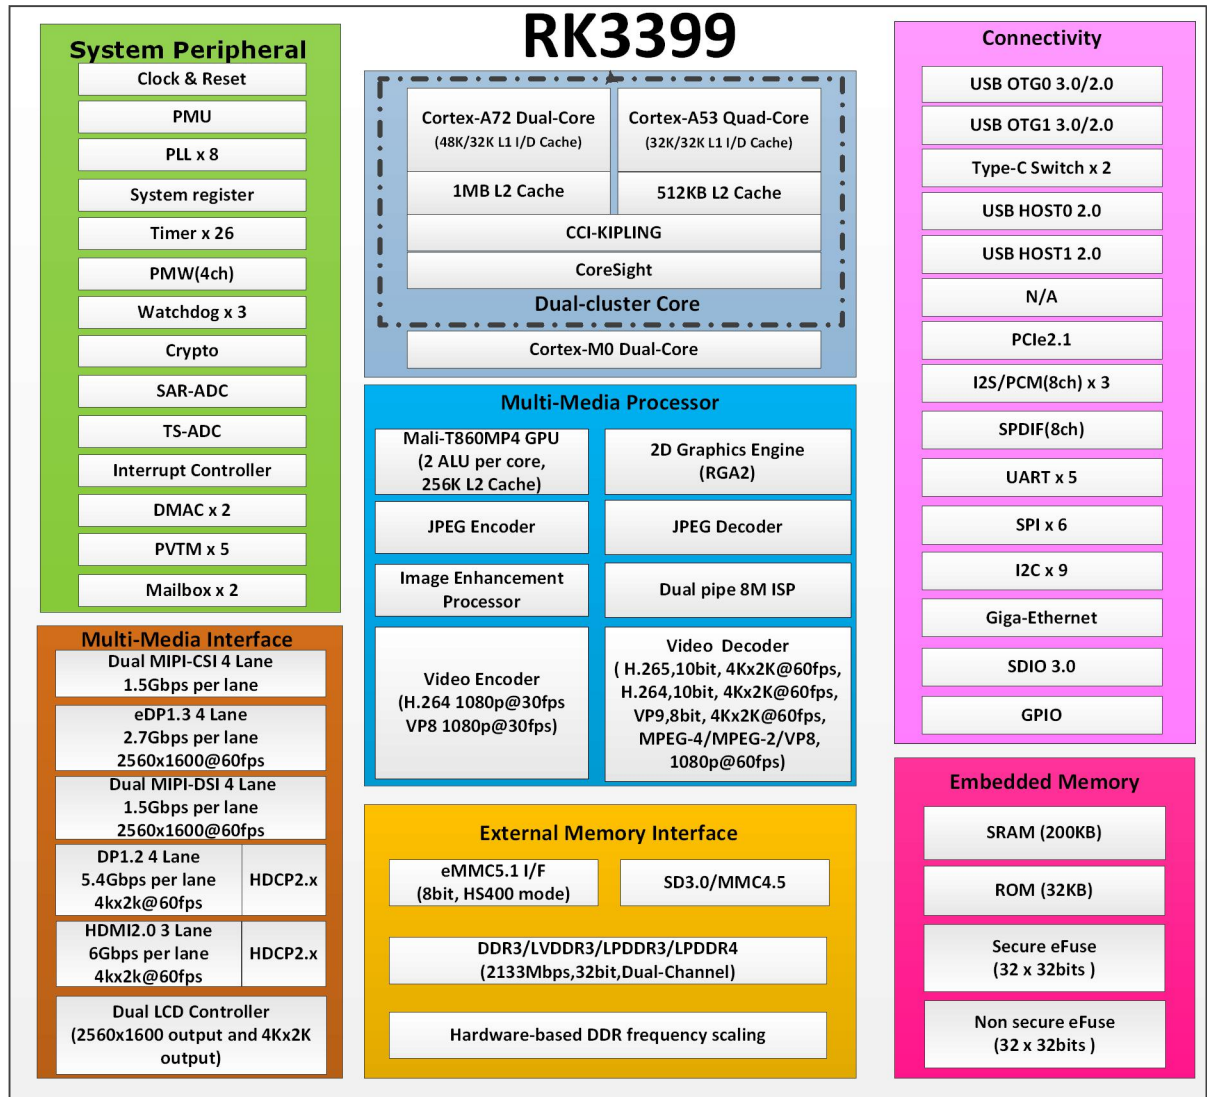 RK3399
System Peripheral
Clock & Reset
PMU
PLL x 8
System register
Timer x 26
PMW(4ch)
Watchdog x 3
Crypto
SAR-ADC
TS-ADC
Interrupt Controller
DMAC x 2
PVTM x 5
Mailbox x 2
Multi-Media Interface
Dual MIPI-CSI 4 Lane
1.5Gbps per lane
eDP1.3 4 Lane
2.7Gbps per lane
2560x1600@60fps
Dual MIPI-DSI 4 Lane
1.5Gbps per lane
2560x1600@60fps
DP1.2 4 Lane
5.4Gbps per lane
4kx2k@60fps
HDCP2.x
HDMI2.0 3 Lane
6Gbps per lane
4kx2k@60fps
HDCP2.x
Dual LCD Controller
(2560x1600 output and 4Kx2K
output)
Cortex-A72 Dual-Core
(48K/32K L1 I/D Cache)
Cortex-A53 Quad-Core
(32K/32K L1 I/D Cache)
1MB L2 Cache
512KB L2 Cache
CCI-KIPLING
CoreSight
Dual-cluster Core
Cortex-M0 Dual-Core
Multi-Media Processor
Mali-T860MP4 GPU
(2 ALU per core,
256K L2 Cache)
2D Graphics Engine
(RGA2)
JPEG Encoder
JPEG Decoder
Image Enhancement
Processor
Dual pipe 8M ISP
Video Encoder
(H.264 1080p@30fps
VP8 1080p@30fps)
Video Decoder
( H.265,10bit, 4Kx2K@60fps,
H.264,10bit, 4Kx2K@60fps,
VP9,8bit, 4Kx2K@60fps,
MPEG-4/MPEG-2/VP8,
1080p@60fps)
External Memory Interface
eMMC5.1 I/F
(8bit, HS400 mode)
SD3.0/MMC4.5
DDR3/LVDDR3/LPDDR3/LPDDR4
(2133Mbps,32bit,Dual-Channel)
Hardware-based DDR frequency scaling
Connectivity
USB OTG0 3.0/2.0
USB OTG1 3.0/2.0
Type-C Switch x 2
USB HOST0 2.0
USB HOST1 2.0
N/A
PCIe2.1
I2S/PCM(8ch) x 3
SPDIF(8ch)
UART x 5
SPI x 6
I2C x 9
Giga-Ethernet
SDIO 3.0
GPIO
Embedded Memory
SRAM (200KB)
ROM (32KB)
Secure eFuse
(32 x 32bits )
Non secure eFuse
(32 x 32bits )